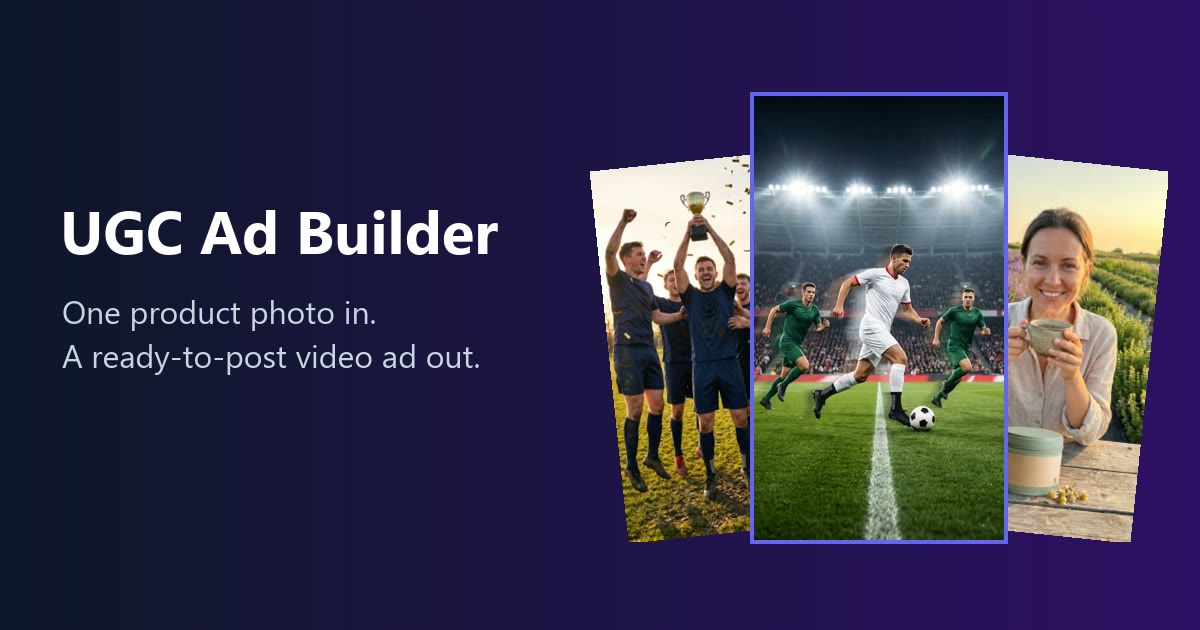 UGC Ad Builder
One product photo in.
A ready-to-post video ad out.